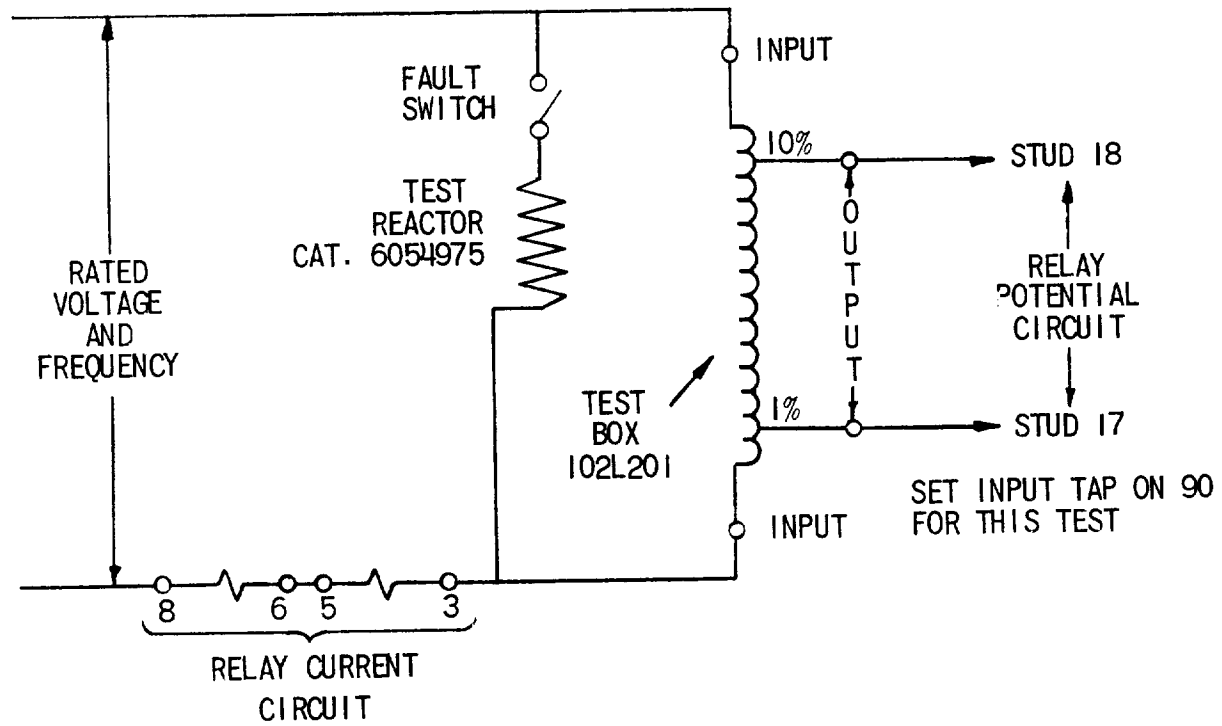 INPUT
FAULT
SWITCH
10%
STUD 18
TEST
REACTOR
CAT. 6054975
OUTPUT
RATED
VOLTAGE
AND
FREQUENCY
RELAY
POTENTIAL
CIRCUIT
TEST
BOX
102L201
1%
STUD 17
SET INPUT TAP ON 90
FOR THIS TEST
INPUT
8 6 5 3
RELAY CURRENT
CIRCUIT